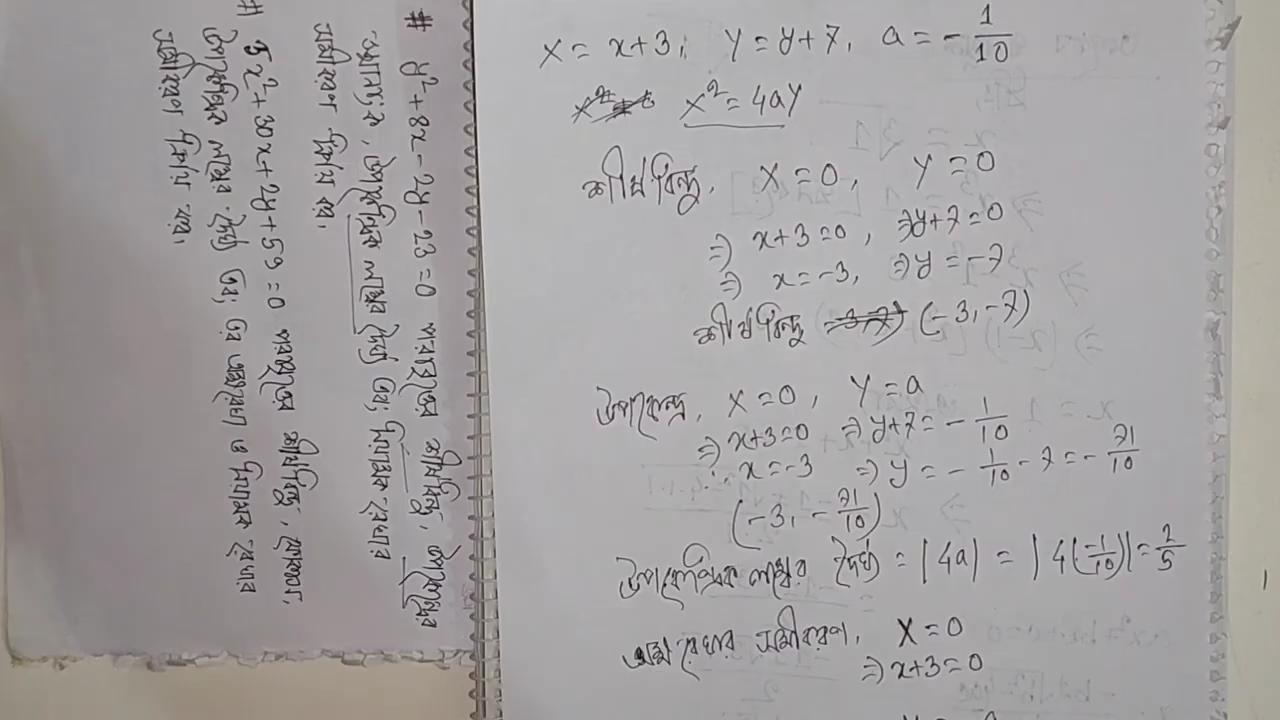 # y² + 8x - 2y - 23 = 0 পরাবৃত্তের শীর্ষবিন্দু, উপকেন্দ্রের
স্থানাংক, উপকেন্দ্রিক লম্বের দৈর্ঘ্য এবং নিয়ামক রেখার
সমীকরণ নির্ণয় কর।
# 5x² + 30x + 2y + 59 = 0 পরাবৃত্তের শীর্ষবিন্দু, ফোকাস,
উপকেন্দ্রিক লম্বের দৈর্ঘ্য এবং এর অক্ষরেখা ও নিয়ামক রেখার
সমীকরণ নির্ণয় কর।
X = x+3; Y = y+7, a = -1/10
X² = 4aY
শীর্ষবিন্দু, X = 0, Y = 0
⇒ x+3 = 0, ⇒ y+7 = 0
⇒ x = -3, ⇒ y = -7
শীর্ষবিন্দু (-3, -7)
উপকেন্দ্র, X = 0, Y = a
⇒ x+3 = 0 ⇒ y+7 = -1/10
∴ x = -3 ⇒ y = -1/10 - 7 = -71/10
(-3, -71/10)
উপকেন্দ্রিক লম্বের দৈর্ঘ্য = |4a| = |4(-1/10)| = 2/5
অক্ষ রেখার সমীকরণ, X = 0
⇒ x+3 = 0